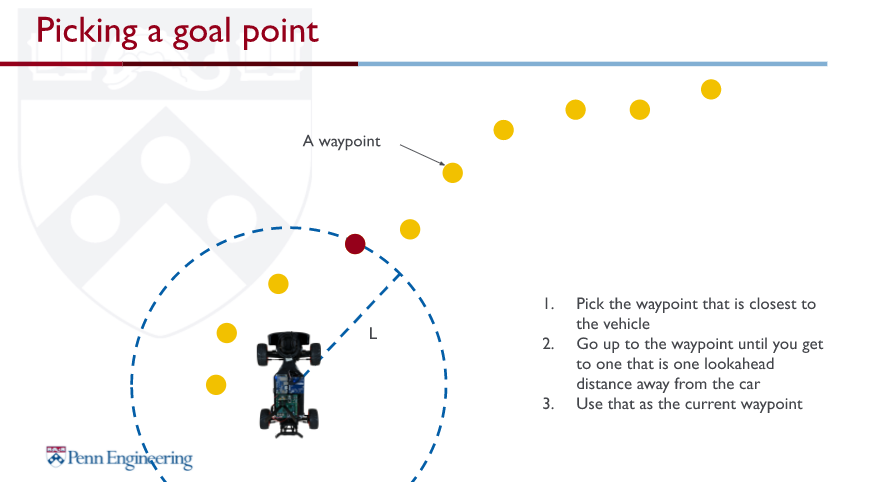 Picking a goal point
A waypoint
L
1. Pick the waypoint that is closest to
the vehicle
2. Go up to the waypoint until you get
to one that is one lookahead
distance away from the car
3. Use that as the current waypoint
Penn Engineering